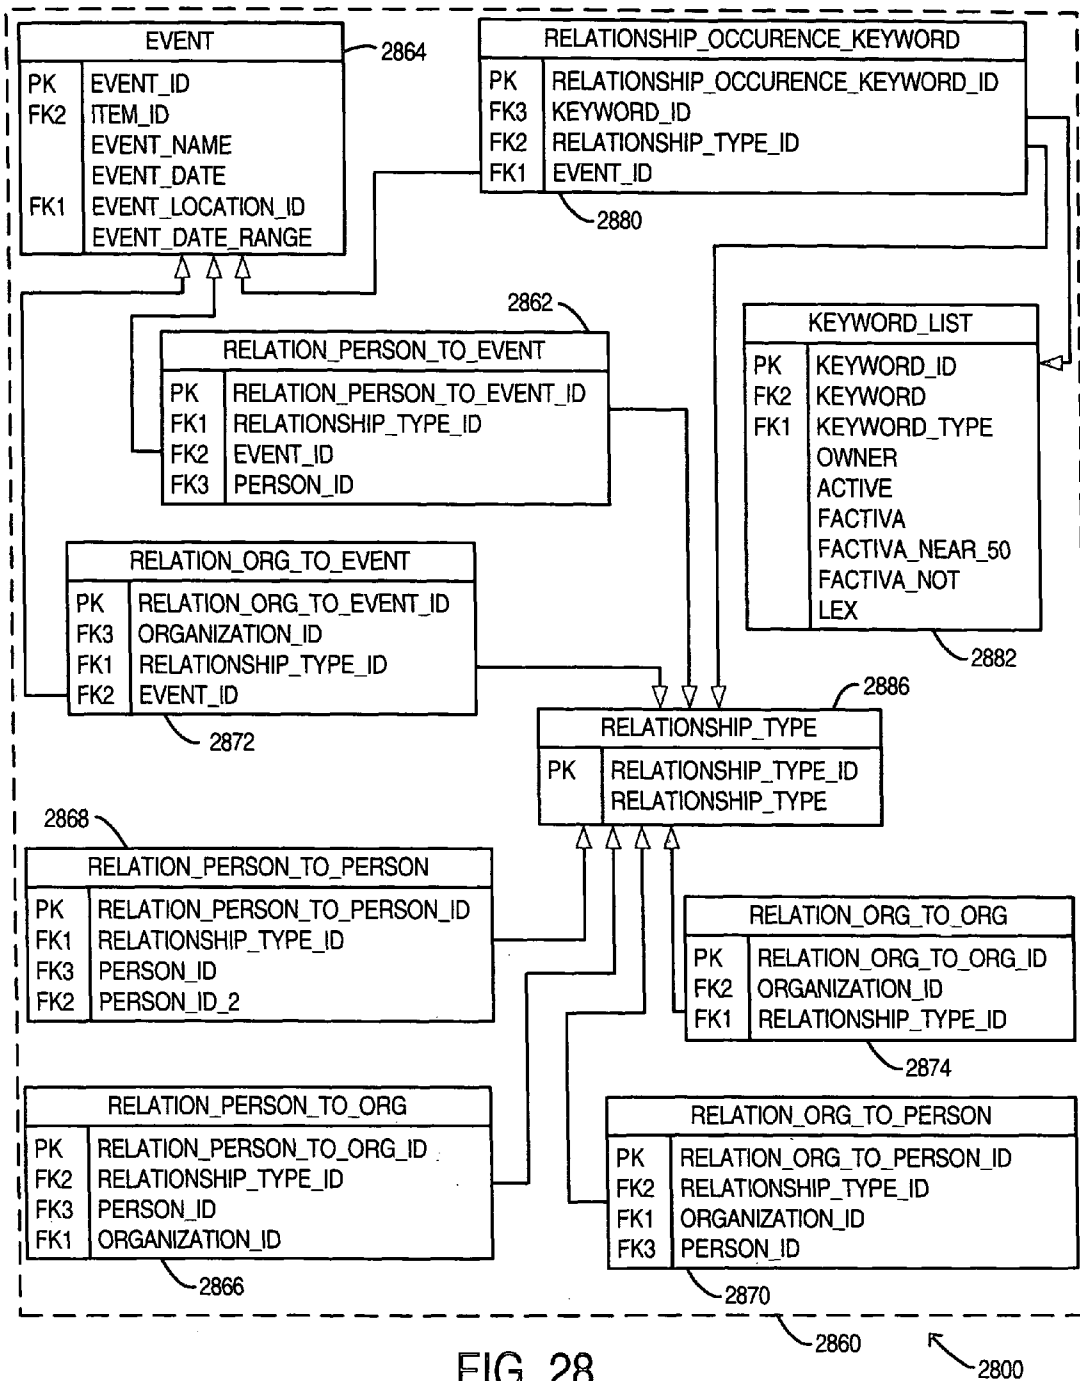 EVENT
2864
PK EVENT_ID
FK2 ITEM_ID
EVENT_NAME
EVENT_DATE
FK1 EVENT_LOCATION_ID
EVENT_DATE_RANGE
RELATIONSHIP_OCCURENCE_KEYWORD
PK RELATIONSHIP_OCCURENCE_KEYWORD_ID
FK3 KEYWORD_ID
FK2 RELATIONSHIP_TYPE_ID
FK1 EVENT_ID
2880
2862
RELATION_PERSON_TO_EVENT
PK RELATION_PERSON_TO_EVENT_ID
FK1 RELATIONSHIP_TYPE_ID
FK2 EVENT_ID
FK3 PERSON_ID
KEYWORD_LIST
PK KEYWORD_ID
FK2 KEYWORD
FK1 KEYWORD_TYPE
OWNER
ACTIVE
FACTIVA
FACTIVA_NEAR_50
FACTIVA_NOT
LEX
2882
RELATION_ORG_TO_EVENT
PK RELATION_ORG_TO_EVENT_ID
FK3 ORGANIZATION_ID
FK1 RELATIONSHIP_TYPE_ID
FK2 EVENT_ID
2872
2886
RELATIONSHIP_TYPE
PK RELATIONSHIP_TYPE_ID
RELATIONSHIP_TYPE
2868
RELATION_PERSON_TO_PERSON
PK RELATION_PERSON_TO_PERSON_ID
FK1 RELATIONSHIP_TYPE_ID
FK3 PERSON_ID
FK2 PERSON_ID_2
RELATION_ORG_TO_ORG
PK RELATION_ORG_TO_ORG_ID
FK2 ORGANIZATION_ID
FK1 RELATIONSHIP_TYPE_ID
2874
RELATION_PERSON_TO_ORG
PK RELATION_PERSON_TO_ORG_ID
FK2 RELATIONSHIP_TYPE_ID
FK3 PERSON_ID
FK1 ORGANIZATION_ID
2866
RELATION_ORG_TO_PERSON
PK RELATION_ORG_TO_PERSON_ID
FK2 RELATIONSHIP_TYPE_ID
FK1 ORGANIZATION_ID
FK3 PERSON_ID
2870
2860
2800
FIG. 28